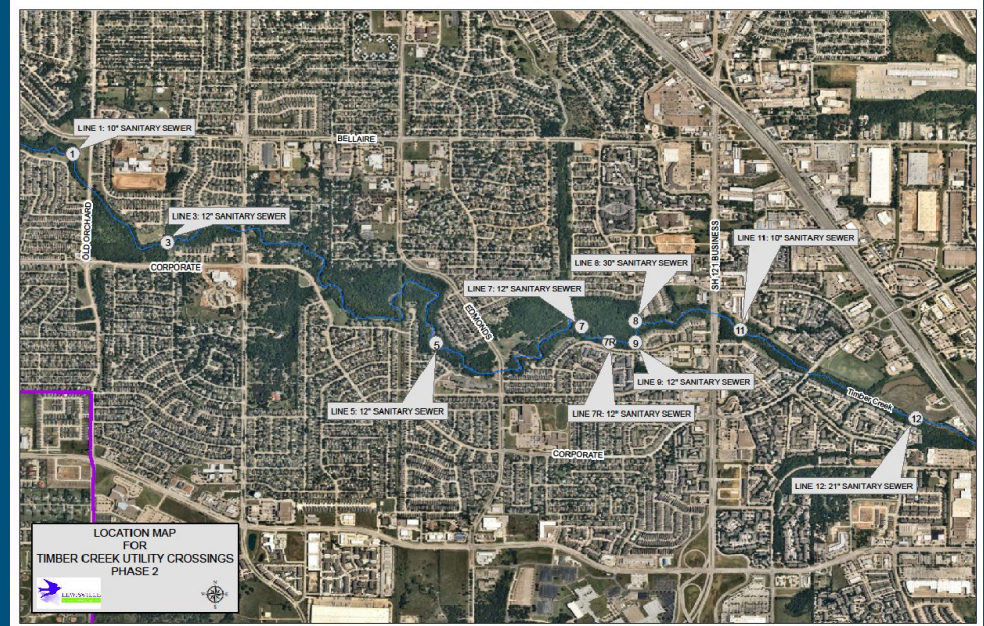 LINE 1: 10" SANITARY SEWER
1
BELLAIRE
OLD ORCHARD
LINE 3: 12" SANITARY SEWER
3
CORPORATE
SH 121 BUSINESS
LINE 11: 10" SANITARY SEWER
LINE 8: 30" SANITARY SEWER
LINE 7: 12" SANITARY SEWER
EDMONDS
7
8
11
5
7R
9
LINE 9: 12" SANITARY SEWER
LINE 5: 12" SANITARY SEWER
LINE 7R: 12" SANITARY SEWER
Timber Creek
12
CORPORATE
LINE 12: 21" SANITARY SEWER
LOCATION MAP
FOR
TIMBER CREEK UTILITY CROSSINGS
PHASE 2
LEWISVILLE